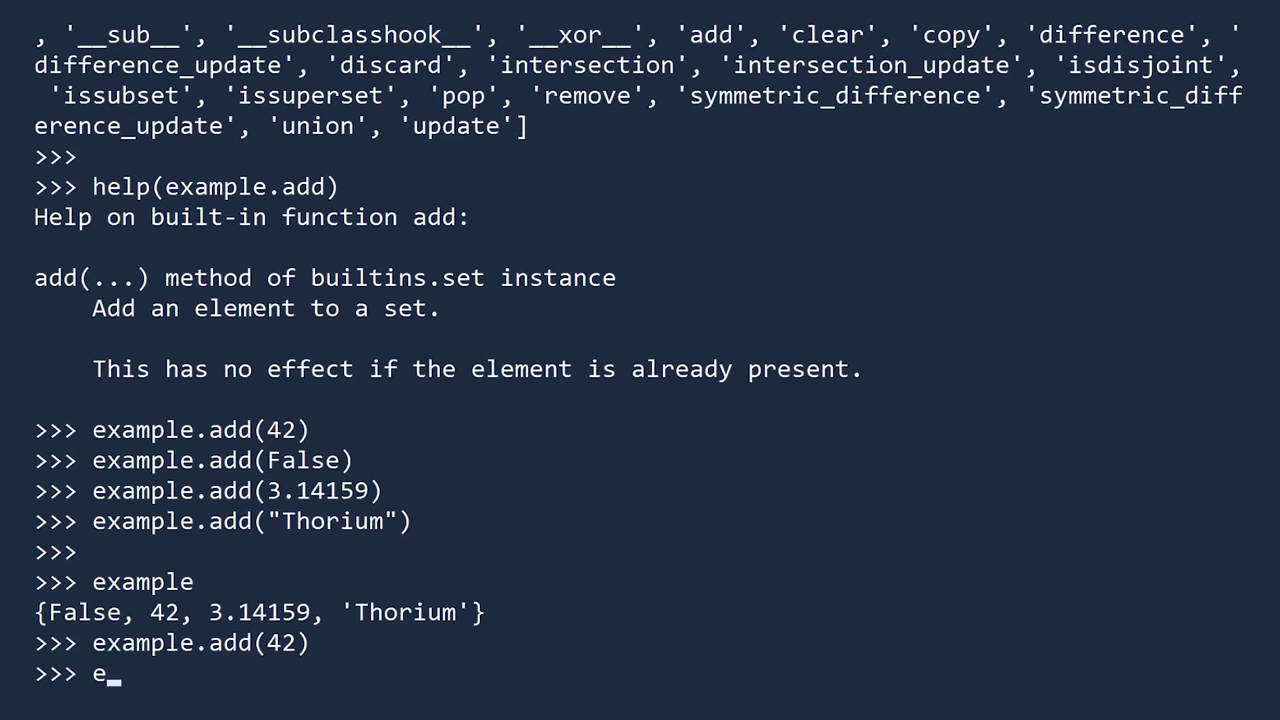 , '__sub__', '__subclasshook__', '__xor__', 'add', 'clear', 'copy', 'difference', '
difference_update', 'discard', 'intersection', 'intersection_update', 'isdisjoint',
 'issubset', 'issuperset', 'pop', 'remove', 'symmetric_difference', 'symmetric_diff
erence_update', 'union', 'update']
>>>
>>> help(example.add)
Help on built-in function add:

add(...) method of builtins.set instance
    Add an element to a set.

    This has no effect if the element is already present.

>>> example.add(42)
>>> example.add(False)
>>> example.add(3.14159)
>>> example.add("Thorium")
>>>
>>> example
{False, 42, 3.14159, 'Thorium'}
>>> example.add(42)
>>> e_